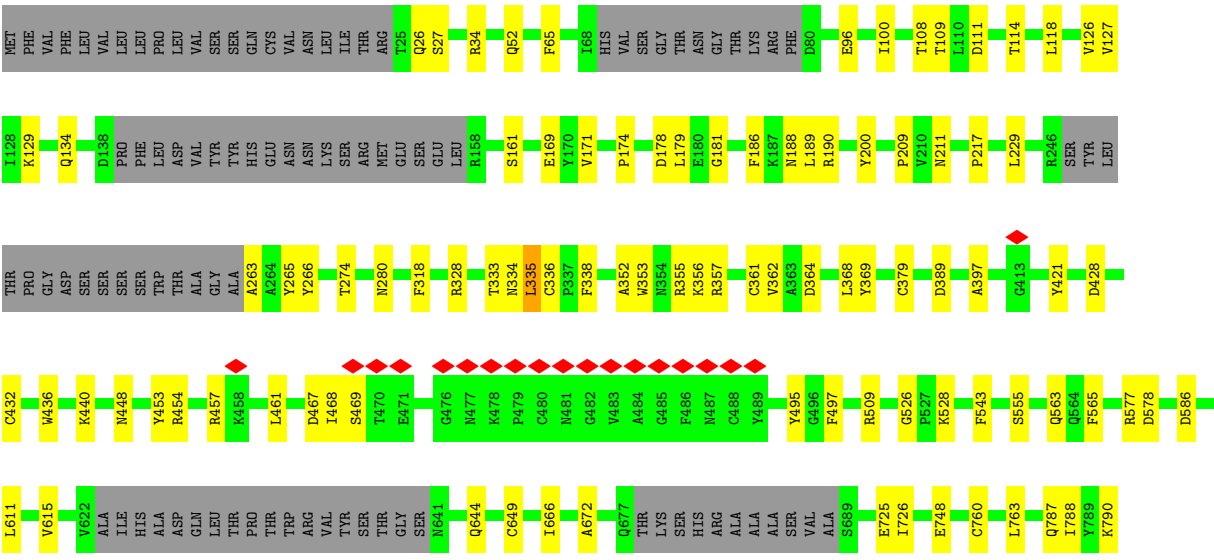 MET PHE VAL PHE LEU VAL LEU LEU PRO LEU VAL SER SER GLN CYS VAL ASN LEU ILE THR ARG T25 Q26 S27 R34 Q52 F65 I68 HIS VAL SER GLY THR ASN GLY THR LYS ARG PHE D80 E96 I100 T108 T109 L110 D111 T114 L118 V126 V127
I128 K129 Q134 D138 PRO PHE LEU ASP VAL TYR TYR HIS GLU ASN ASN LYS SER ARG MET GLU SER GLU LEU R158 S161 E169 Y170 V171 P174 D178 L179 E180 G181 F186 K187 N188 L189 R190 Y200 P209 V210 N211 P217 L229 R246 SER TYR LEU
THR PRO GLY ASP SER SER SER SER TRP THR ALA GLY ALA A263 A264 Y265 Y266 T274 N280 F318 R328 T333 N334 L335 C336 P337 F338 A352 W353 N354 R355 K356 R357 C361 V362 A363 D364 L368 Y369 C379 D389 A397 G413 Y421 D428
C432 W436 K440 N448 Y453 R454 R457 K458 L461 D467 I468 S469 T470 E471 G476 N477 K478 P479 C480 N481 G482 V483 A484 G485 F486 N487 C488 Y489 Y495 G496 F497 R509 G526 P527 K528 F543 S555 Q563 Q564 F565 R577 D578 D586
L611 V615 V622 ALA ILE HIS ALA ASP GLN LEU THR PRO THR TRP ARG VAL TYR SER THR GLY SER N641 Q644 C649 I666 A672 Q677 THR LYS SER HIS ARG ALA ALA ALA SER VAL ALA S689 E725 I726 E748 C760 L763 Q787 I788 Y789 K790